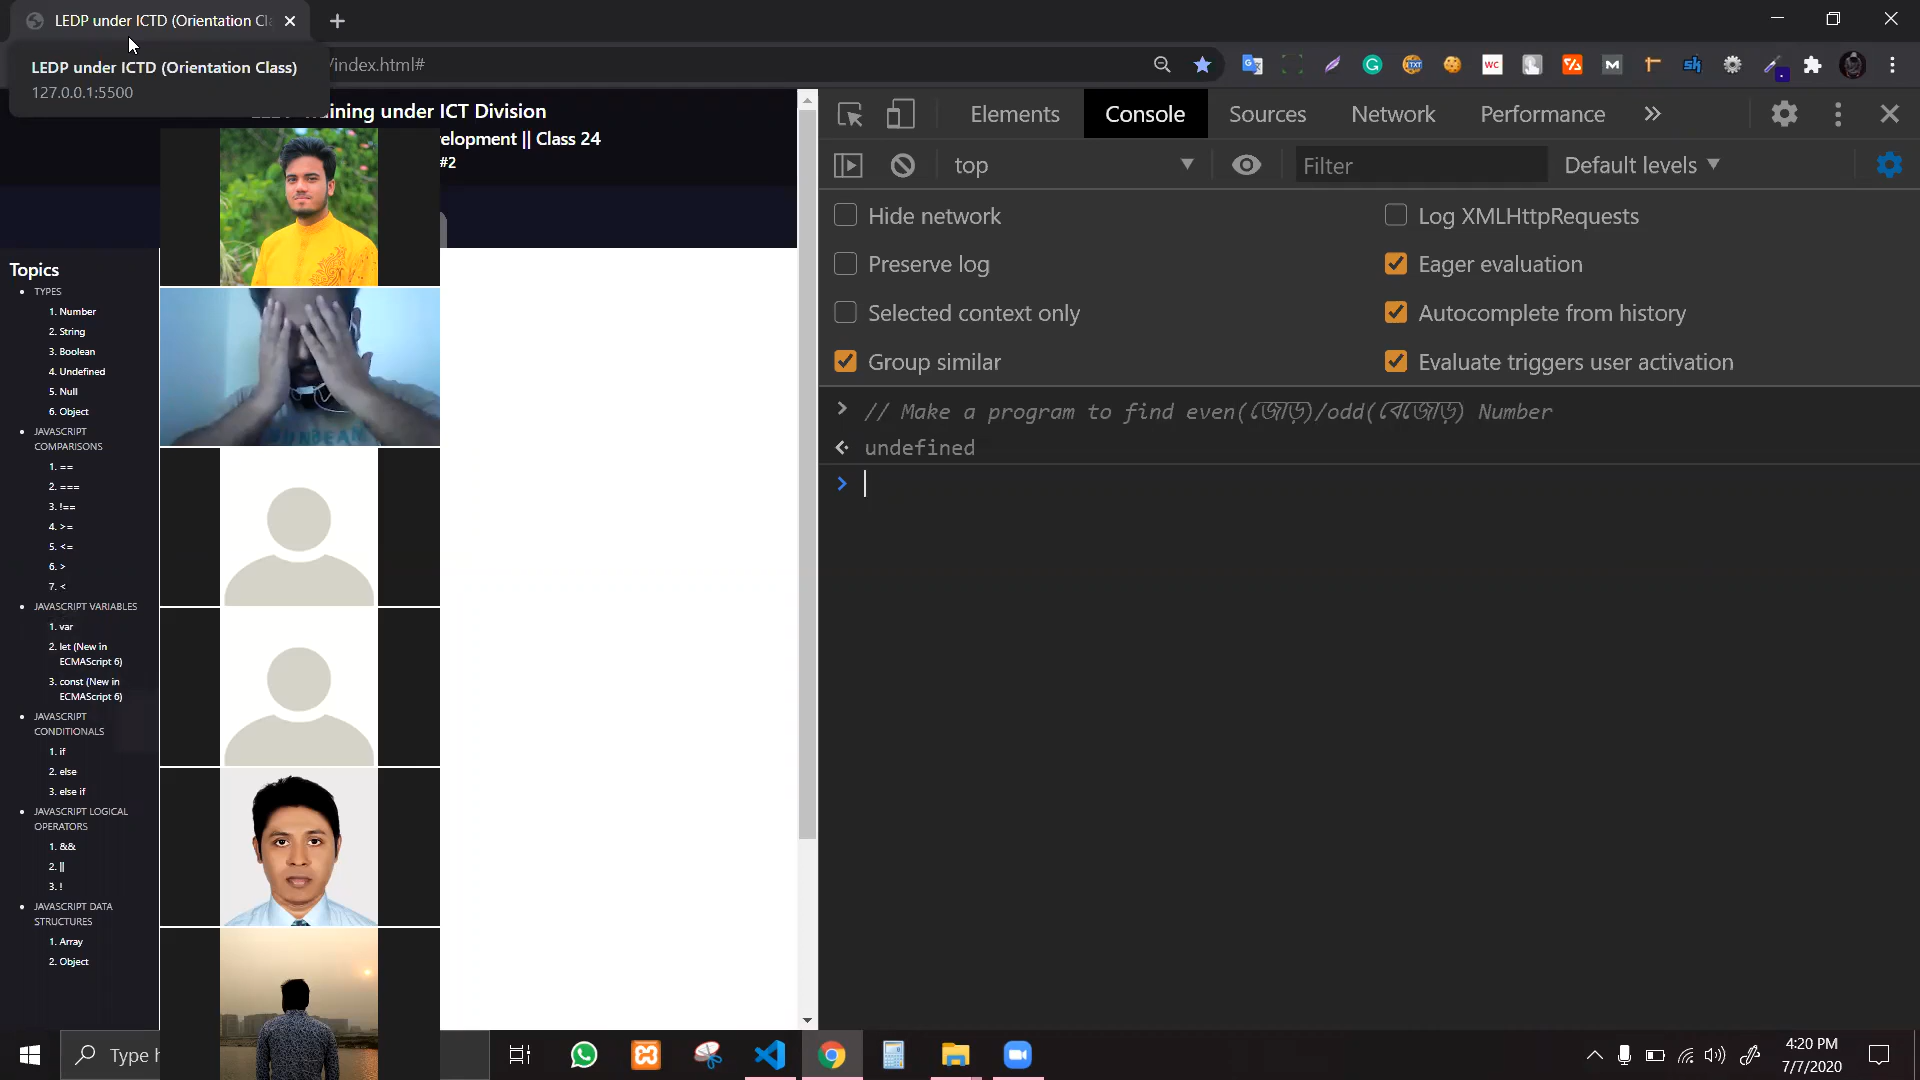 LEDP under ICTD (Orientation Cl
LEDP under ICTD (Orientation Class)
127.0.0.1:5500
/index.html#
ining under ICT Division
elopment || Class 24
#2
Topics
TYPES
1. Number
2. String
3. Boolean
4. Undefined
5. Null
6. Object
JAVASCRIPT
COMPARISONS
1. ==
2. ===
3. !==
4. >=
5. <=
6. >
7. <
JAVASCRIPT VARIABLES
1. var
2. let (New in
ECMAScript 6)
3. const (New in
ECMAScript 6)
JAVASCRIPT
CONDITIONALS
1. if
2. else
3. else if
JAVASCRIPT LOGICAL
OPERATORS
1. &&
2. ||
3. !
JAVASCRIPT DATA
STRUCTURES
1. Array
2. Object
Elements
Console
Sources
Network
Performance
top
Filter
Default levels
Hide network
Log XMLHttpRequests
Preserve log
Eager evaluation
Selected context only
Autocomplete from history
Group similar
Evaluate triggers user activation
// Make a program to find even(জোড়)/odd(বেজোড়) Number
undefined
Type h
4:20 PM
7/7/2020